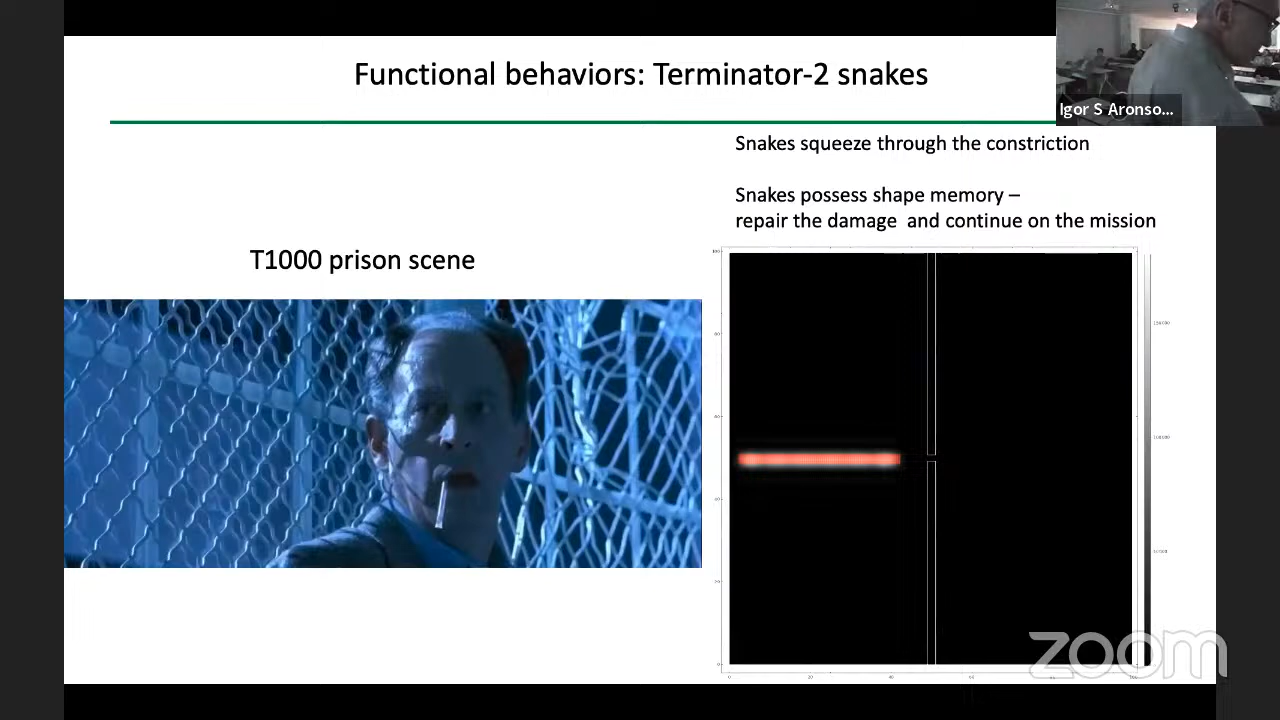 Functional behaviors: Terminator-2 snakes
Igor S Aronso...
Snakes squeeze through the constriction
Snakes possess shape memory –
repair the damage and continue on the mission
T1000 prison scene
zoom